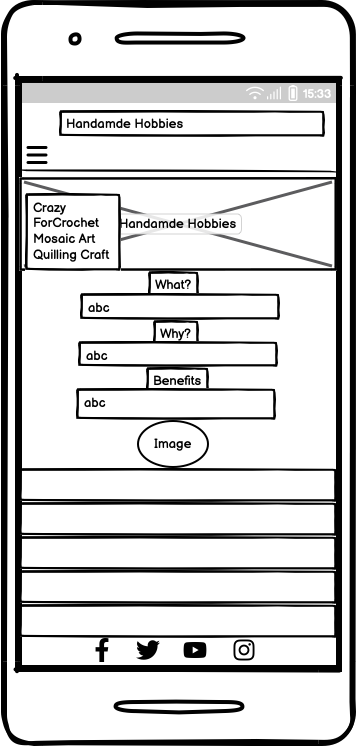 15:33
Handamde Hobbies
Crazy
ForCrochet
Mosaic Art
Quilling Craft
Handamde Hobbies
What?
abc
Why?
abc
Benefits
abc
Image